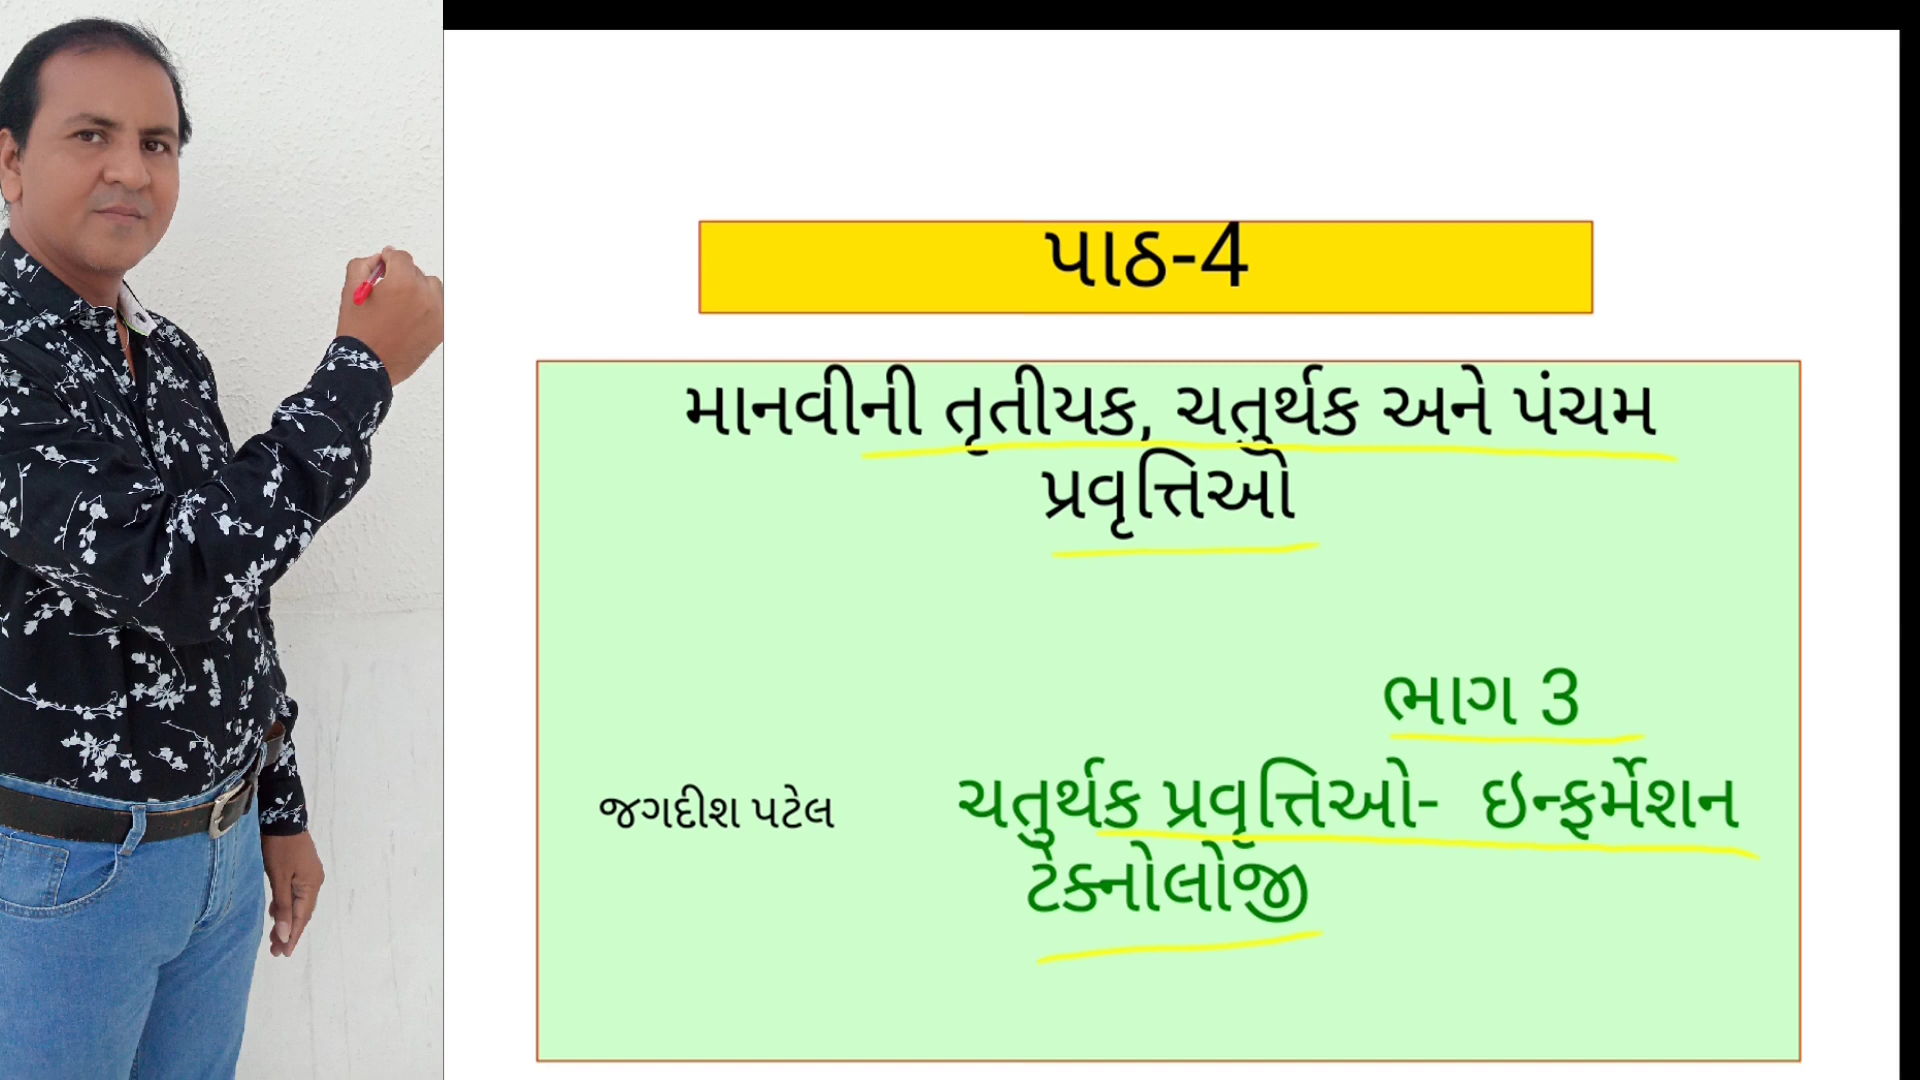 પાઠ-4
માનવીની તૃતીયક, ચતુર્થક અને પંચમ
પ્રવૃત્તિઓ
ભાગ 3
જગદીશ પટેલ
ચતુર્થક પ્રવૃત્તિઓ- ઇન્ફર્મેશન
ટેક્નોલોજી